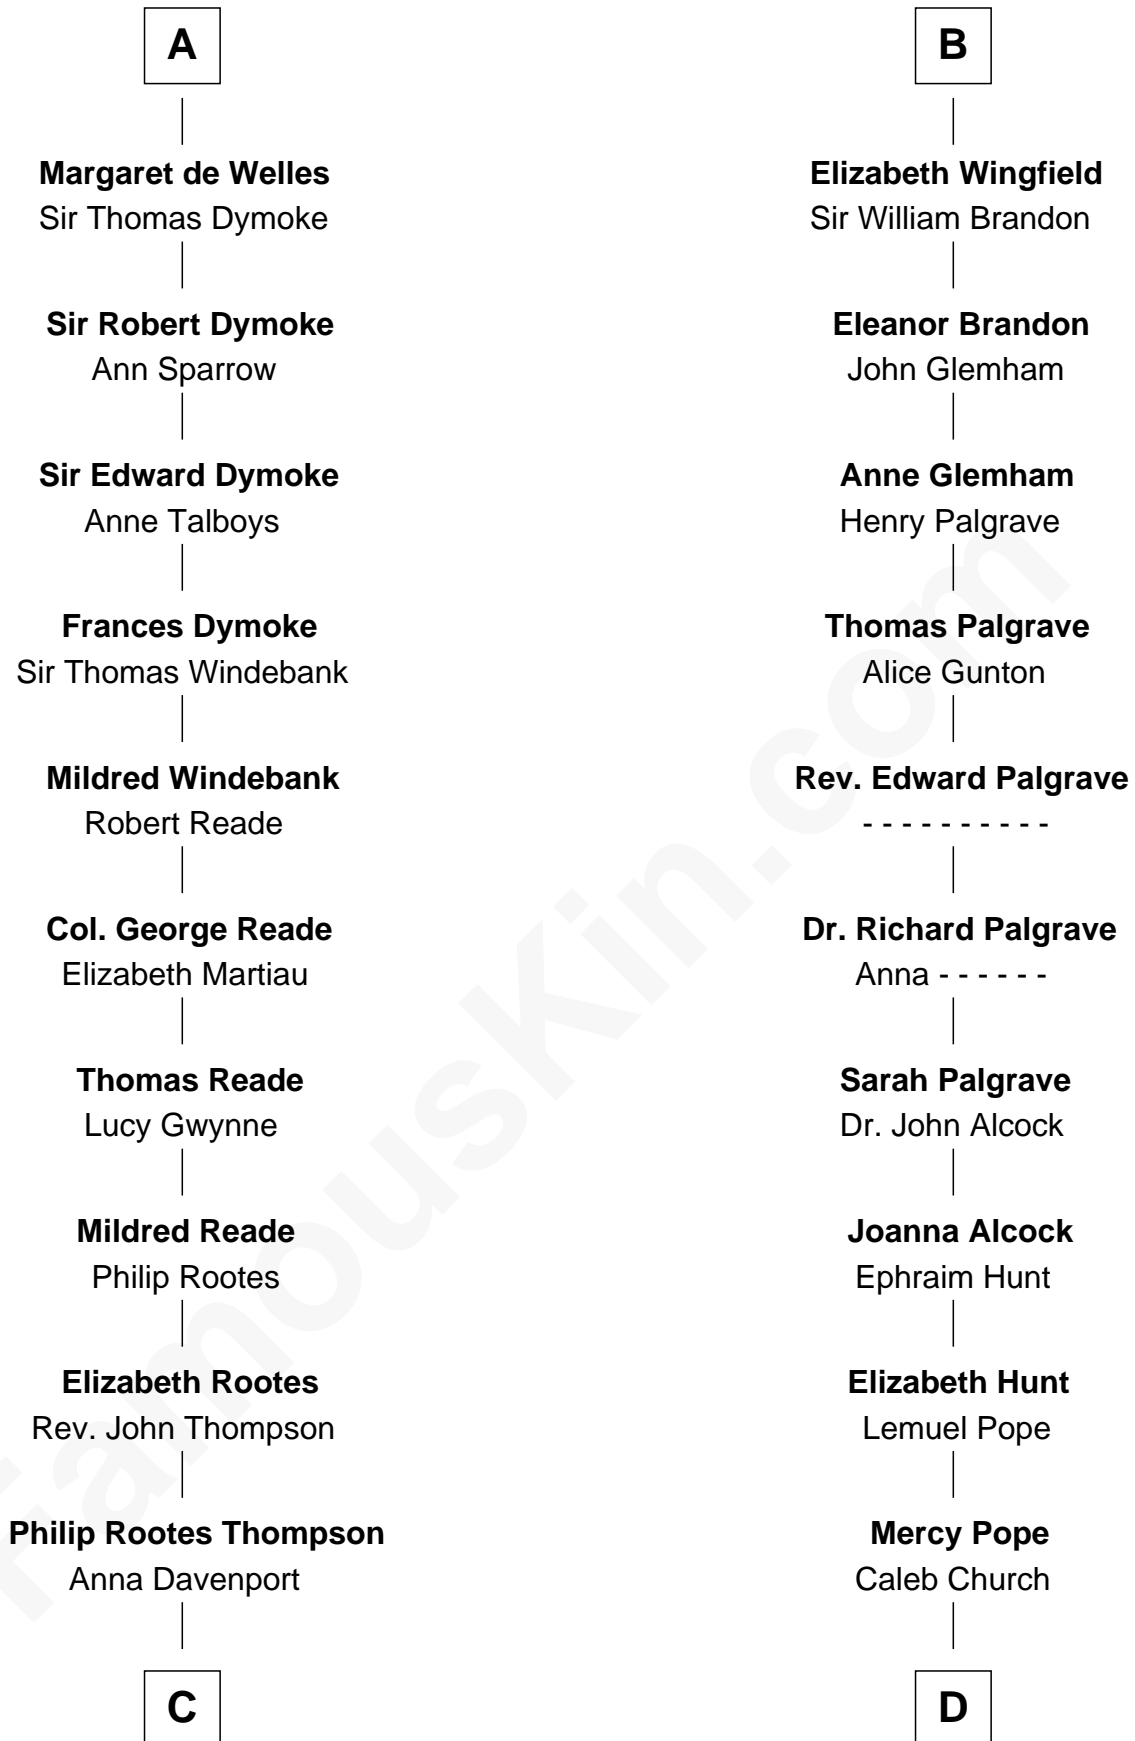 A
Margaret de Welles
Sir Thomas Dymoke
Sir Robert Dymoke
Ann Sparrow
Sir Edward Dymoke
Anne Talboys
Frances Dymoke
Sir Thomas Windebank
Mildred Windebank
Robert Reade
Col. George Reade
Elizabeth Martiau
Thomas Reade
Lucy Gwynne
Mildred Reade
Philip Rootes
Elizabeth Rootes
Rev. John Thompson
Philip Rootes Thompson
Anna Davenport
C
B
Elizabeth Wingfield
Sir William Brandon
Eleanor Brandon
John Glemham
Anne Glemham
Henry Palgrave
Thomas Palgrave
Alice Gunton
Rev. Edward Palgrave
- - - - - - - - - -
Dr. Richard Palgrave
Anna - - - - - -
Sarah Palgrave
Dr. John Alcock
Joanna Alcock
Ephraim Hunt
Elizabeth Hunt
Lemuel Pope
Mercy Pope
Caleb Church
D
FamousKin.com